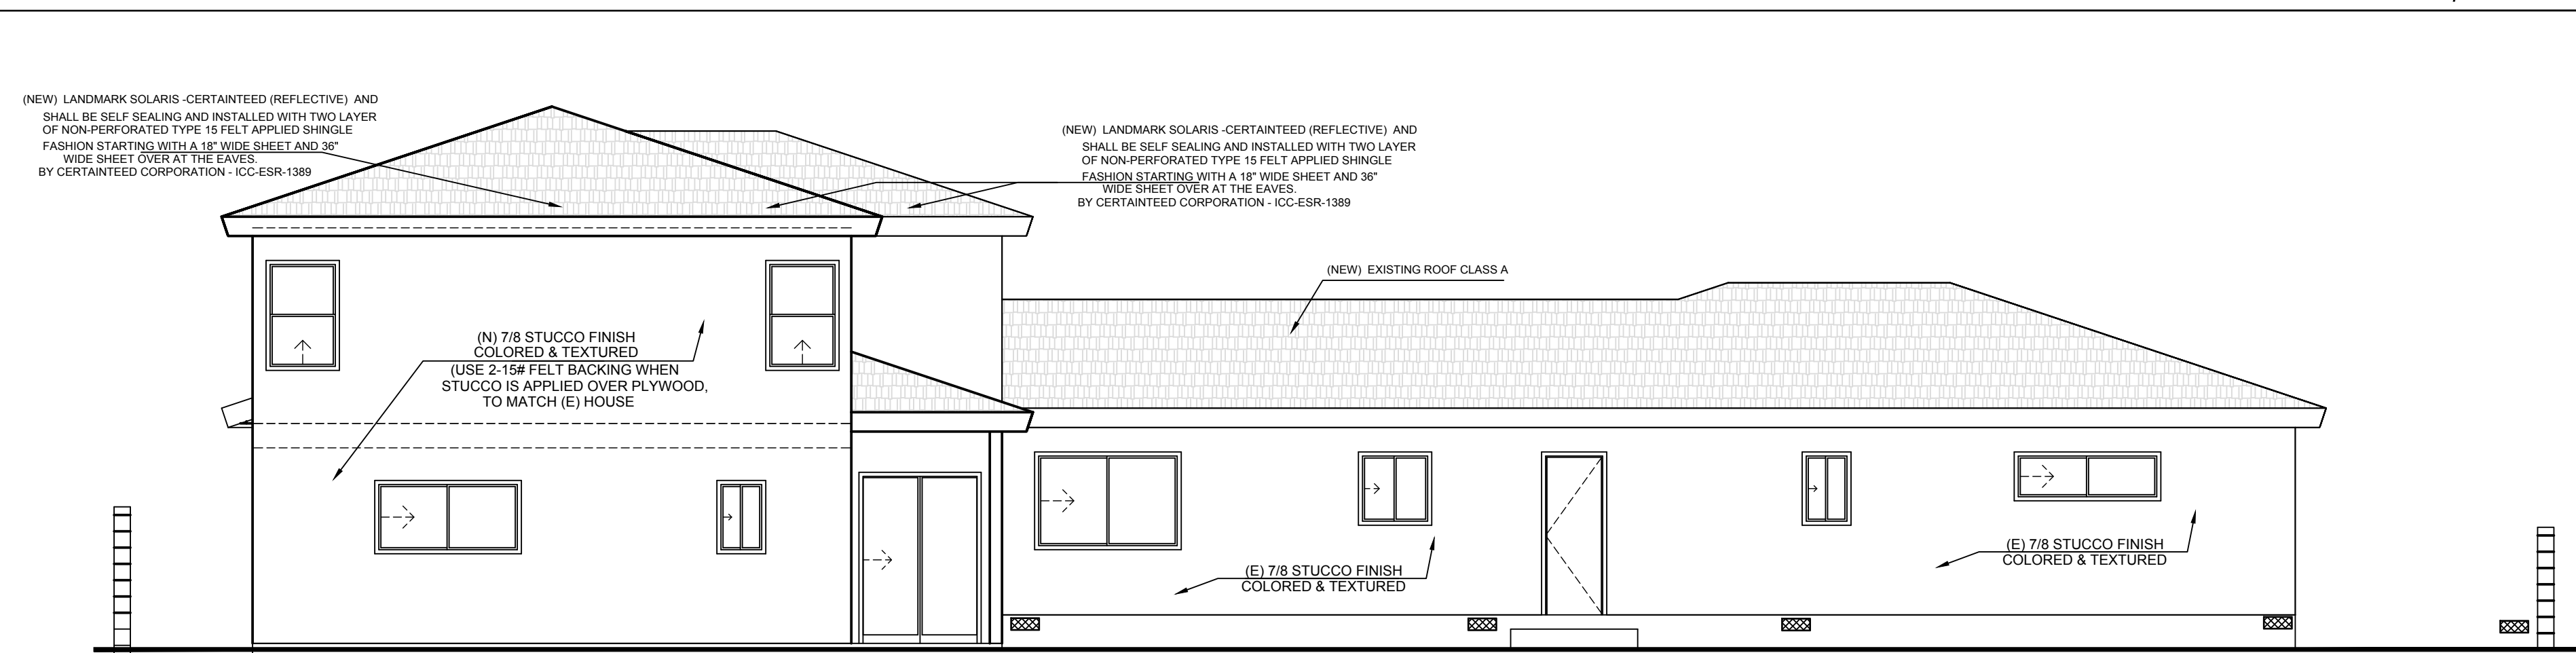 (NEW) LANDMARK SOLARIS -CERTAINTEED (REFLECTIVE) AND
SHALL BE SELF SEALING AND INSTALLED WITH TWO LAYER
OF NON-PERFORATED TYPE 15 FELT APPLIED SHINGLE
FASHION STARTING WITH A 18" WIDE SHEET AND 36"
WIDE SHEET OVER AT THE EAVES.
BY CERTAINTEED CORPORATION - ICC-ESR-1389
(NEW) LANDMARK SOLARIS -CERTAINTEED (REFLECTIVE) AND
SHALL BE SELF SEALING AND INSTALLED WITH TWO LAYER
OF NON-PERFORATED TYPE 15 FELT APPLIED SHINGLE
FASHION STARTING WITH A 18" WIDE SHEET AND 36"
WIDE SHEET OVER AT THE EAVES.
BY CERTAINTEED CORPORATION - ICC-ESR-1389
(NEW) EXISTING ROOF CLASS A
(N) 7/8 STUCCO FINISH
COLORED & TEXTURED
(USE 2-15# FELT BACKING WHEN
STUCCO IS APPLIED OVER PLYWOOD,
TO MATCH (E) HOUSE
(E) 7/8 STUCCO FINISH
COLORED & TEXTURED
(E) 7/8 STUCCO FINISH
COLORED & TEXTURED